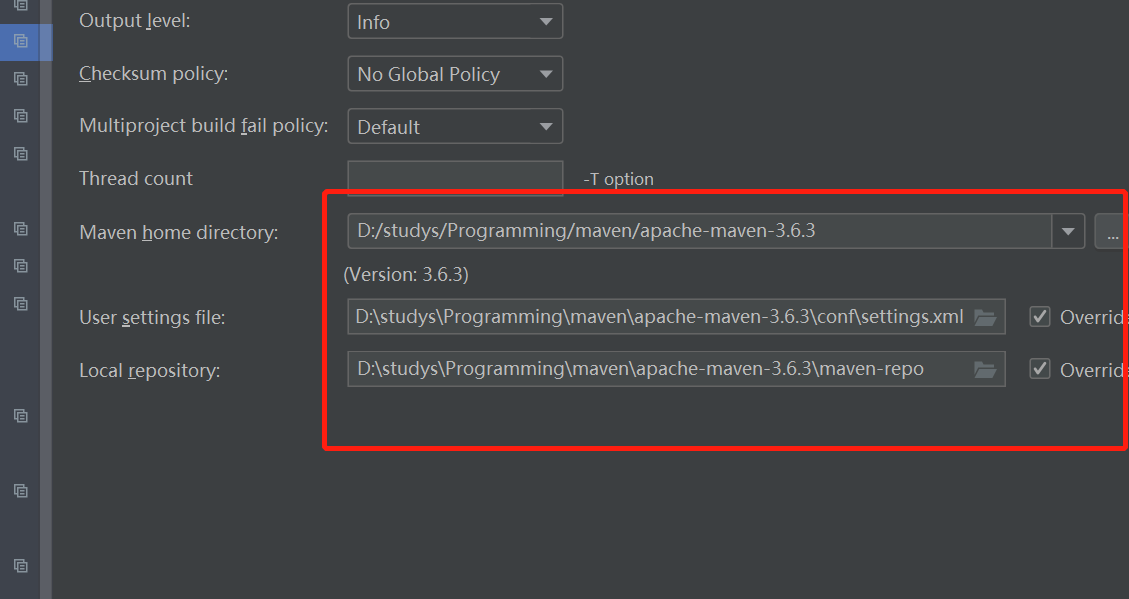 Output level: Info
Checksum policy: No Global Policy
Multiproject build fail policy: Default
Thread count -T option
Maven home directory: D:/studys/Programming/maven/apache-maven-3.6.3 ...
(Version: 3.6.3)
User settings file: D:\studys\Programming\maven\apache-maven-3.6.3\conf\settings.xml Overrid
Local repository: D:\studys\Programming\maven\apache-maven-3.6.3\maven-repo Overrid